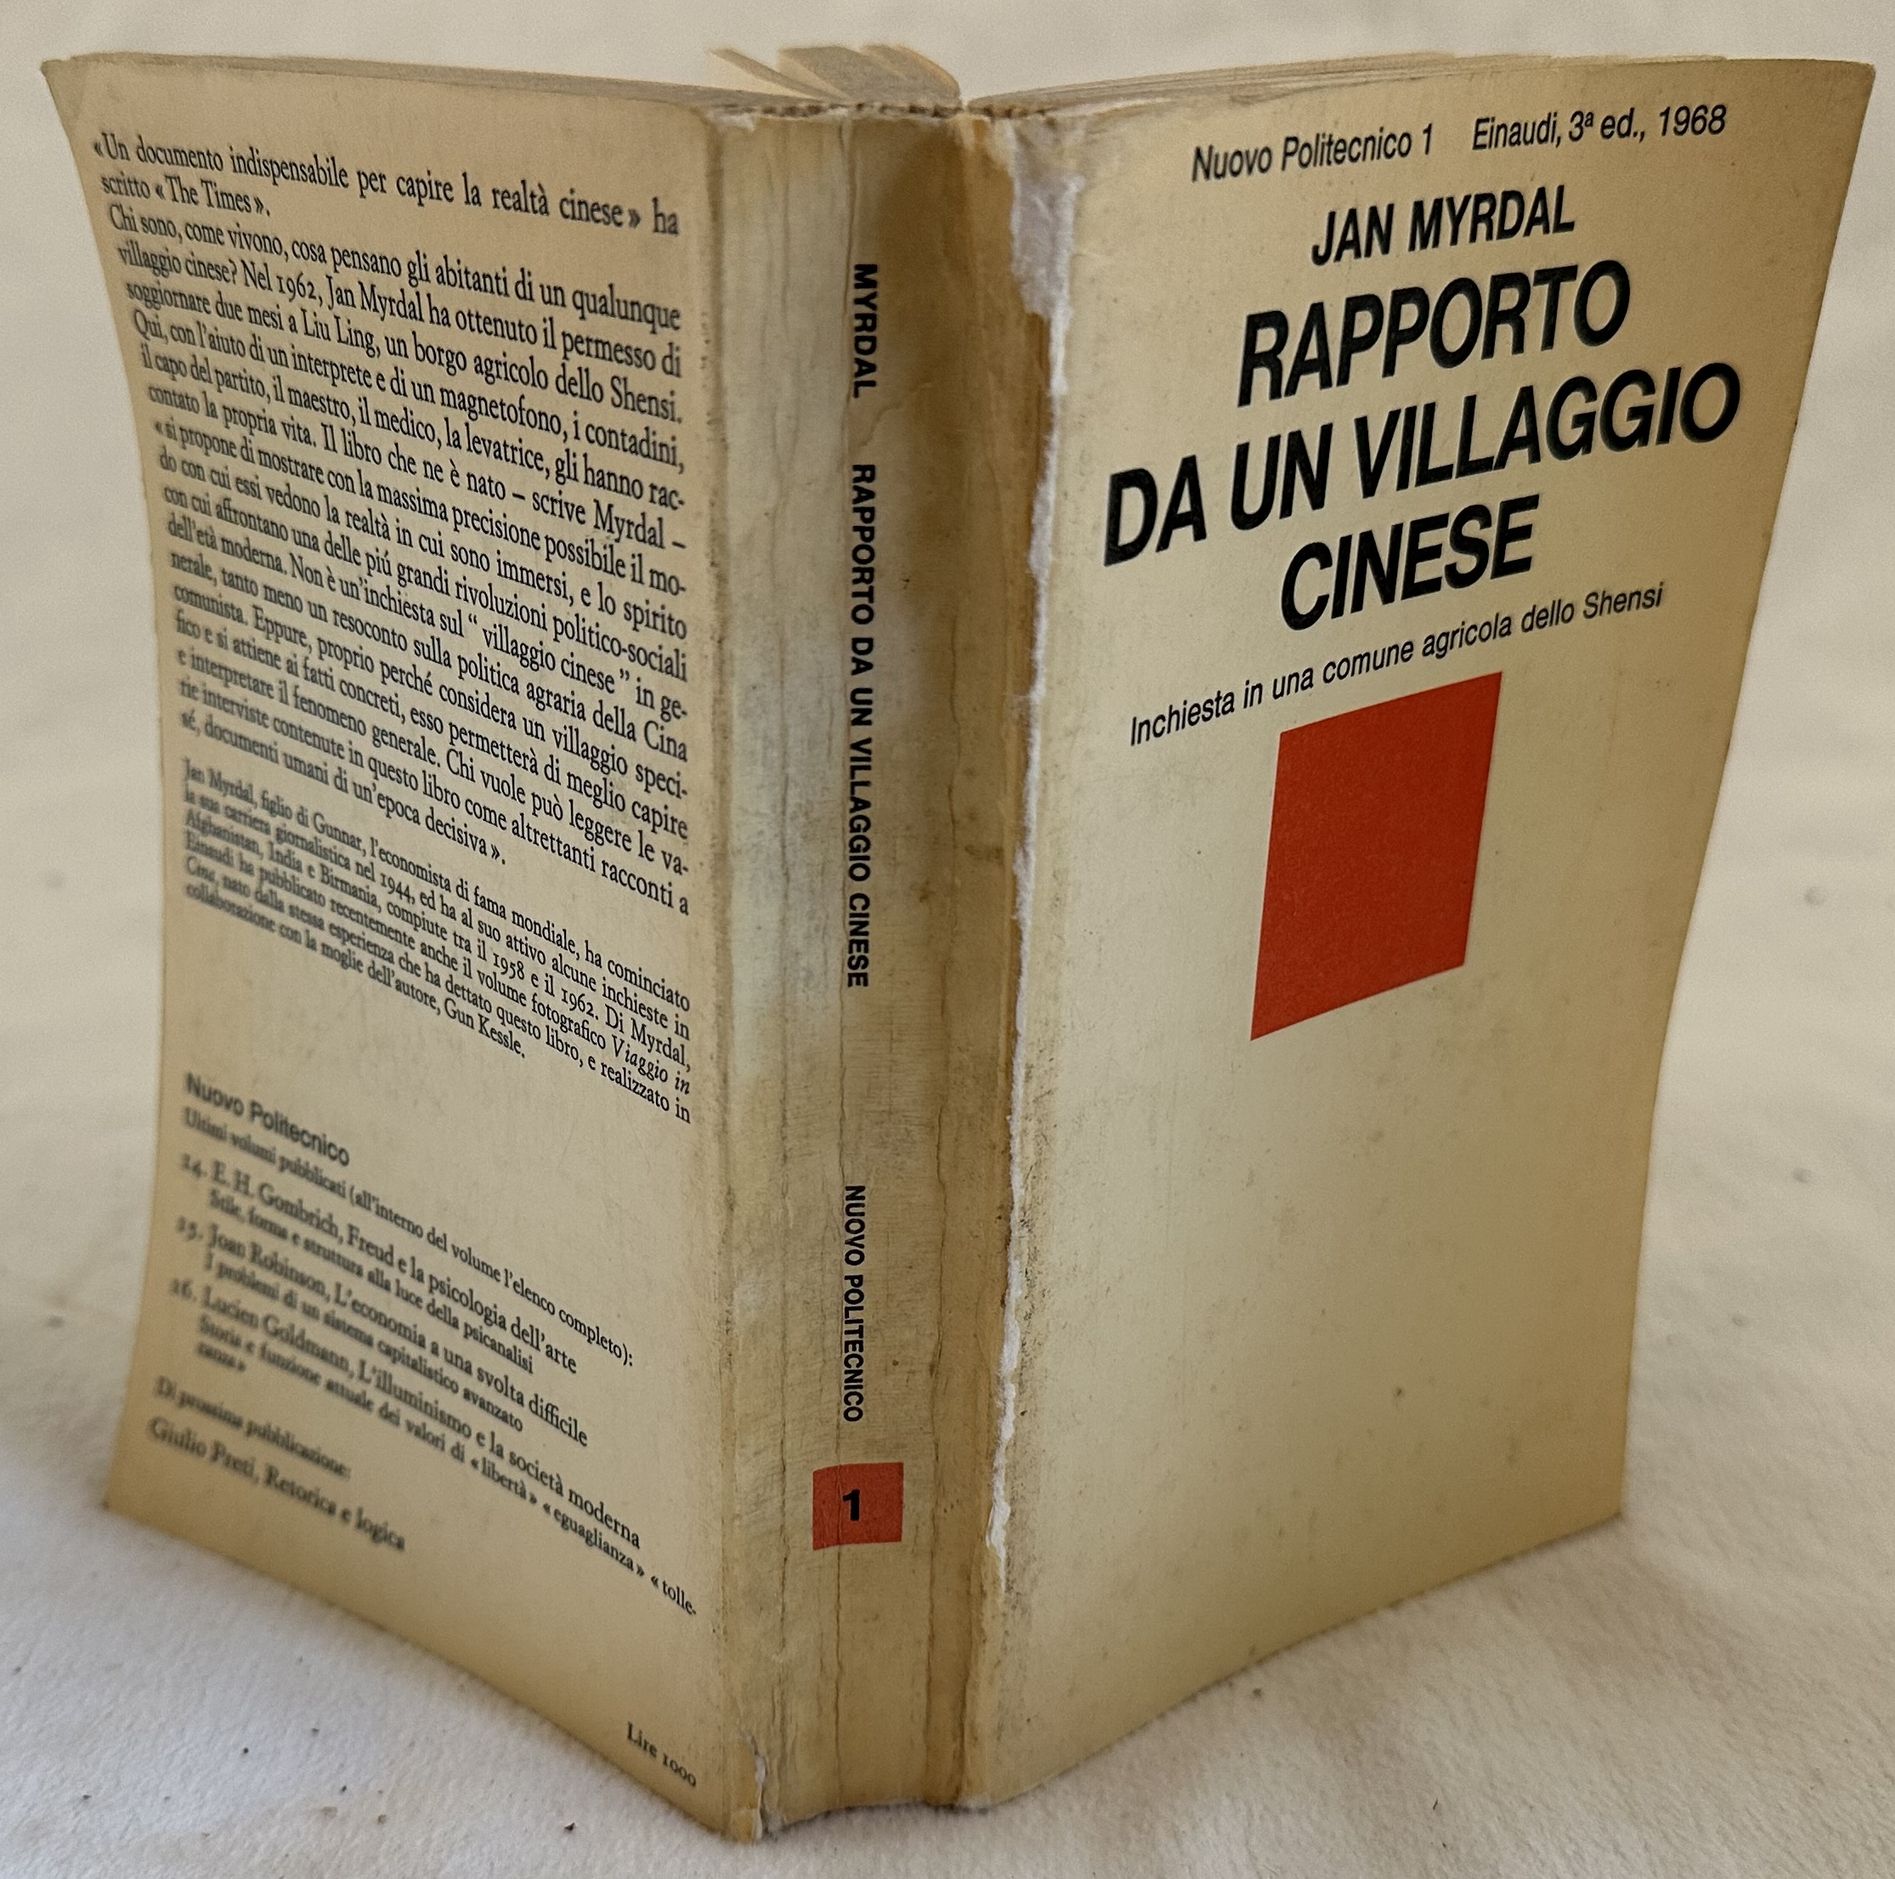 «Un documento indispensabile per capire la realtà cinese» ha
scritto «The Times».
Chi sono, come vivono, cosa pensano gli abitanti di un qualunque
villaggio cinese? Nel 1962, Jan Myrdal ha ottenuto il permesso di
soggiornare due mesi a Liu Ling, un borgo agricolo dello Shensi.
Qui, con l'aiuto di un interprete e di un magnetofono, i contadini,
il capo del partito, il maestro, il medico, la levatrice, gli hanno rac-
contato la propria vita. Il libro che ne è nato – scrive Myrdal –
«si propone di mostrare con la massima precisione possibile il mo-
do con cui essi vedono la realtà in cui sono immersi, e lo spirito
con cui affrontano una delle piú grandi rivoluzioni politico-sociali
dell'età moderna. Non è un'inchiesta sul “villaggio cinese” in ge-
nerale, tanto meno un resoconto sulla politica agraria della Cina
comunista. Eppure, proprio perché considera un villaggio speci-
fico e si attiene ai fatti concreti, esso permetterà di meglio capire
e interpretare il fenomeno generale. Chi vuole può leggere le va-
rie interviste contenute in questo libro come altrettanti racconti a
sé, documenti umani di un'epoca decisiva».
Jan Myrdal, figlio di Gunnar, l'economista di fama mondiale, ha cominciato
la sua carriera giornalistica nel 1944, ed ha al suo attivo alcune inchieste in
Afghanistan, India e Birmania, compiute tra il 1958 e il 1962. Di Myrdal,
Einaudi ha pubblicato recentemente anche il volume fotografico Viaggio in
Cina, nato dalla stessa esperienza che ha dettato questo libro, e realizzato in
collaborazione con la moglie dell'autore, Gun Kessle.
Nuovo Politecnico
Ultimi volumi pubblicati (all'interno del volume l'elenco completo):
14. E. H. Gombrich, Freud e la psicologia dell'arte
Stile, forma e struttura alla luce della psicanalisi
15. Joan Robinson, L'economia a una svolta difficile
I problemi di un sistema capitalistico avanzato
16. Lucien Goldmann, L'illuminismo e la società moderna
Storia e funzione attuale dei valori di «libertà» «eguaglianza» «tolle-
ranza»
Di prossima pubblicazione:
Giulio Preti, Retorica e logica
Lire 1000
MYRDAL RAPPORTO DA UN VILLAGGIO CINESE NUOVO POLITECNICO
1
Nuovo Politecnico 1 Einaudi, 3ª ed., 1968
JAN MYRDAL
RAPPORTO
DA UN VILLAGGIO
CINESE
Inchiesta in una comune agricola dello Shensi